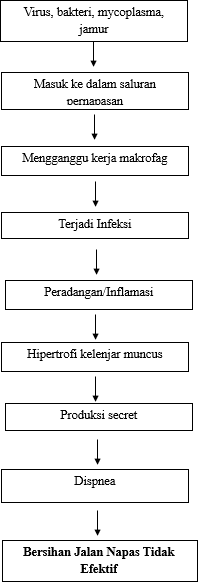 Virus, bakteri, mycoplasma,
jamur
Masuk ke dalam saluran
pernapasan
Mengganggu kerja makrofag
Terjadi Infeksi
Peradangan/Inflamasi
Hipertrofi kelenjar muncus
Produksi secret
Dispnea
Bersihan Jalan Napas Tidak
Efektif